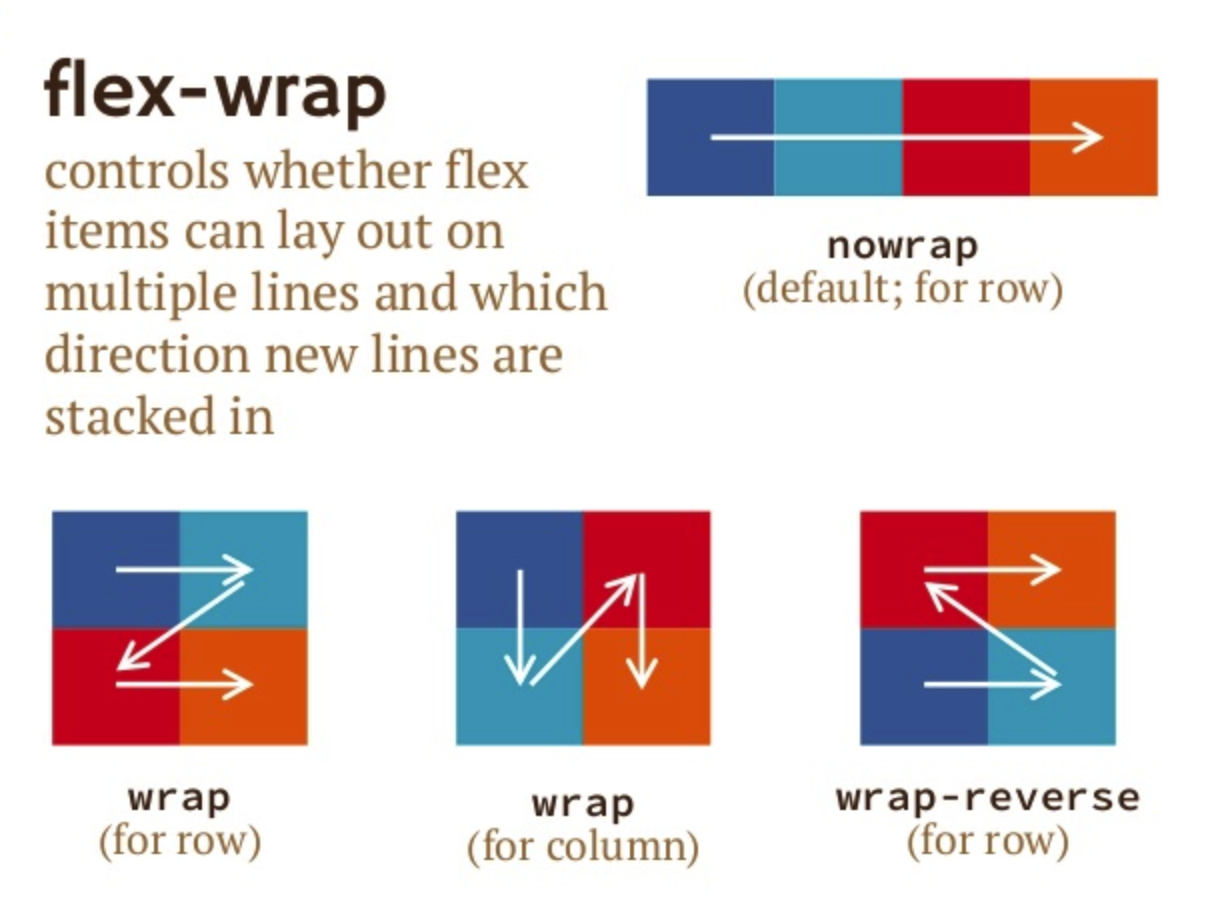 flex-wrap
controls whether flex
items can lay out on
multiple lines and which
direction new lines are
stacked in
nowrap
(default; for row)
wrap
(for row)
wrap
(for column)
wrap-reverse
(for row)